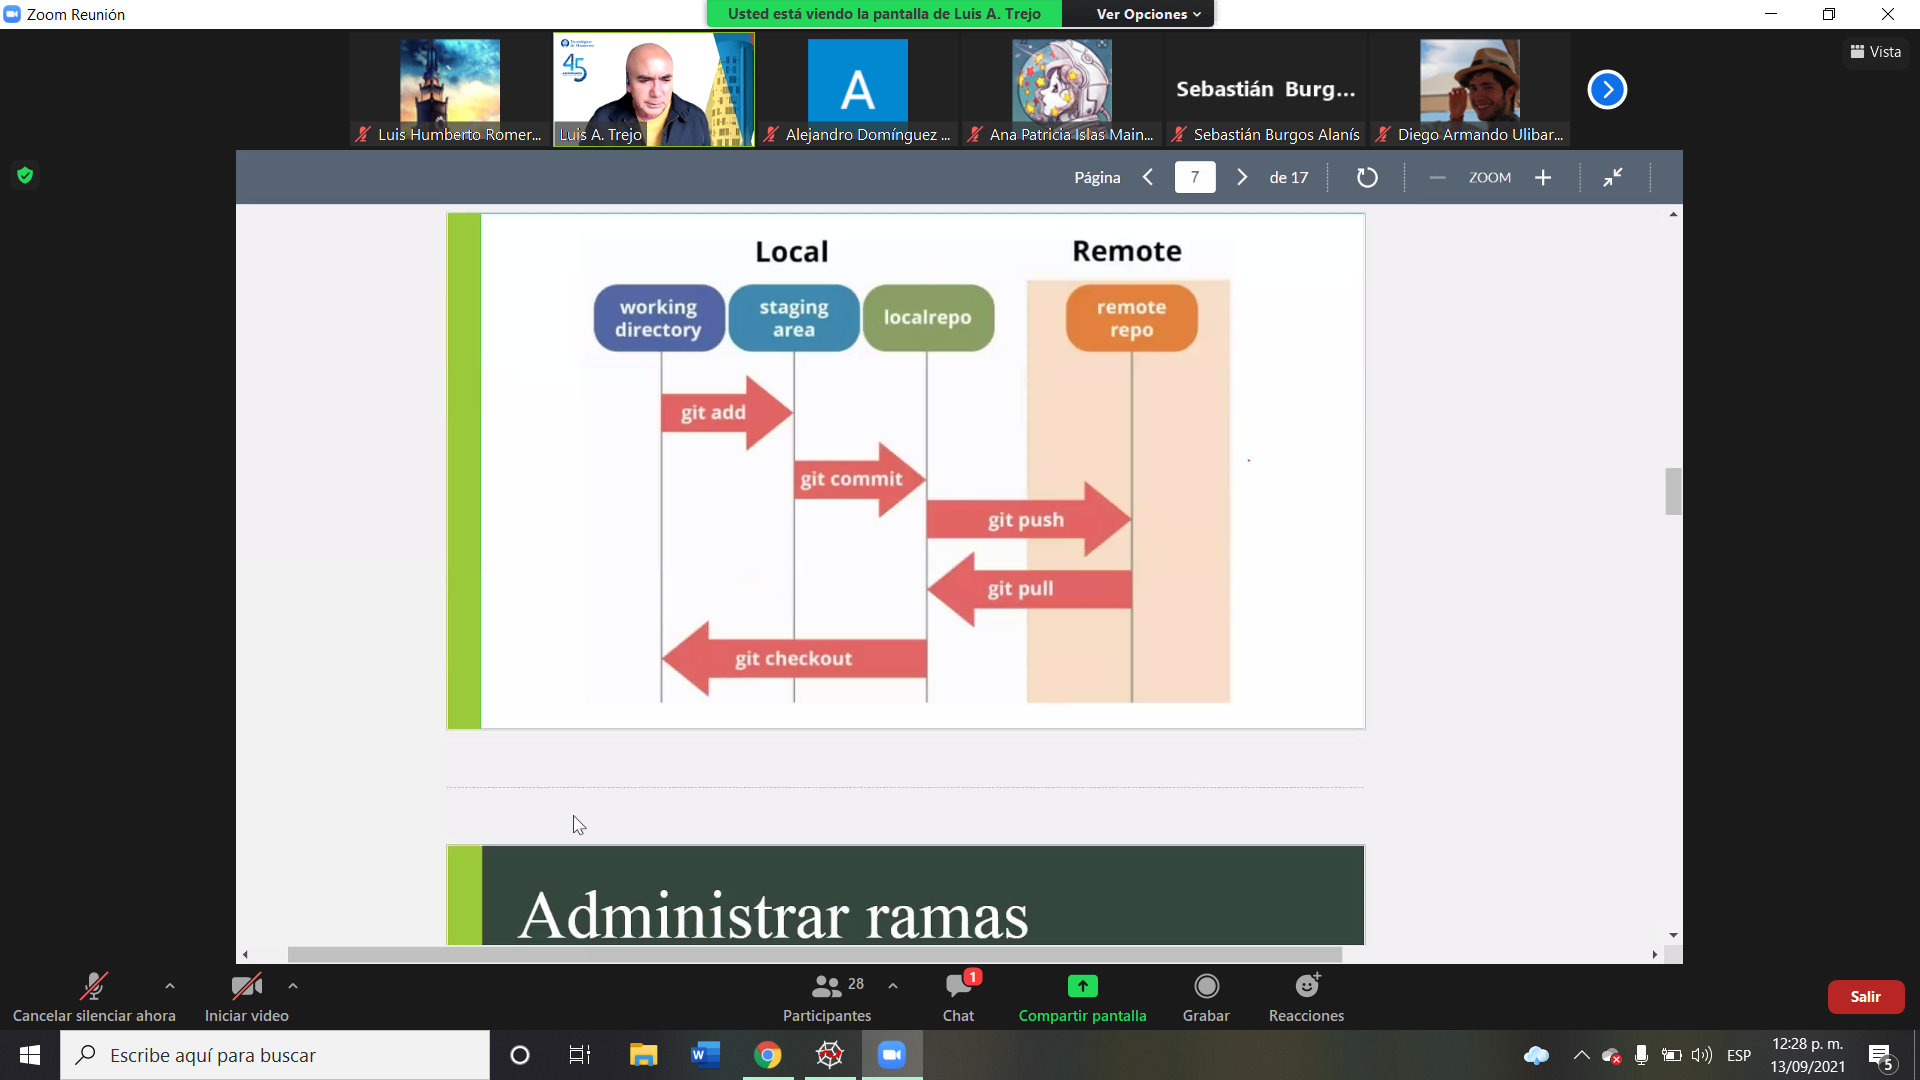 Zoom Reunión
Usted está viendo la pantalla de Luis A. Trejo
Ver Opciones
Vista
45
A
Sebastián Burg...
Luis Humberto Romer...
Luis A. Trejo
Alejandro Domínguez ...
Ana Patricia Islas Main...
Sebastián Burgos Alanís
Diego Armando Ulibar...
Página 7 de 17
ZOOM
Local
Remote
working
directory
staging
area
localrepo
remote
repo
git add
git commit
git push
git pull
git checkout
Administrar ramas
Cancelar silenciar ahora
Iniciar video
28
Participantes
1
Chat
Compartir pantalla
Grabar
Reacciones
Salir
Escribe aquí para buscar
W
ESP
12:28 p. m.
13/09/2021
5